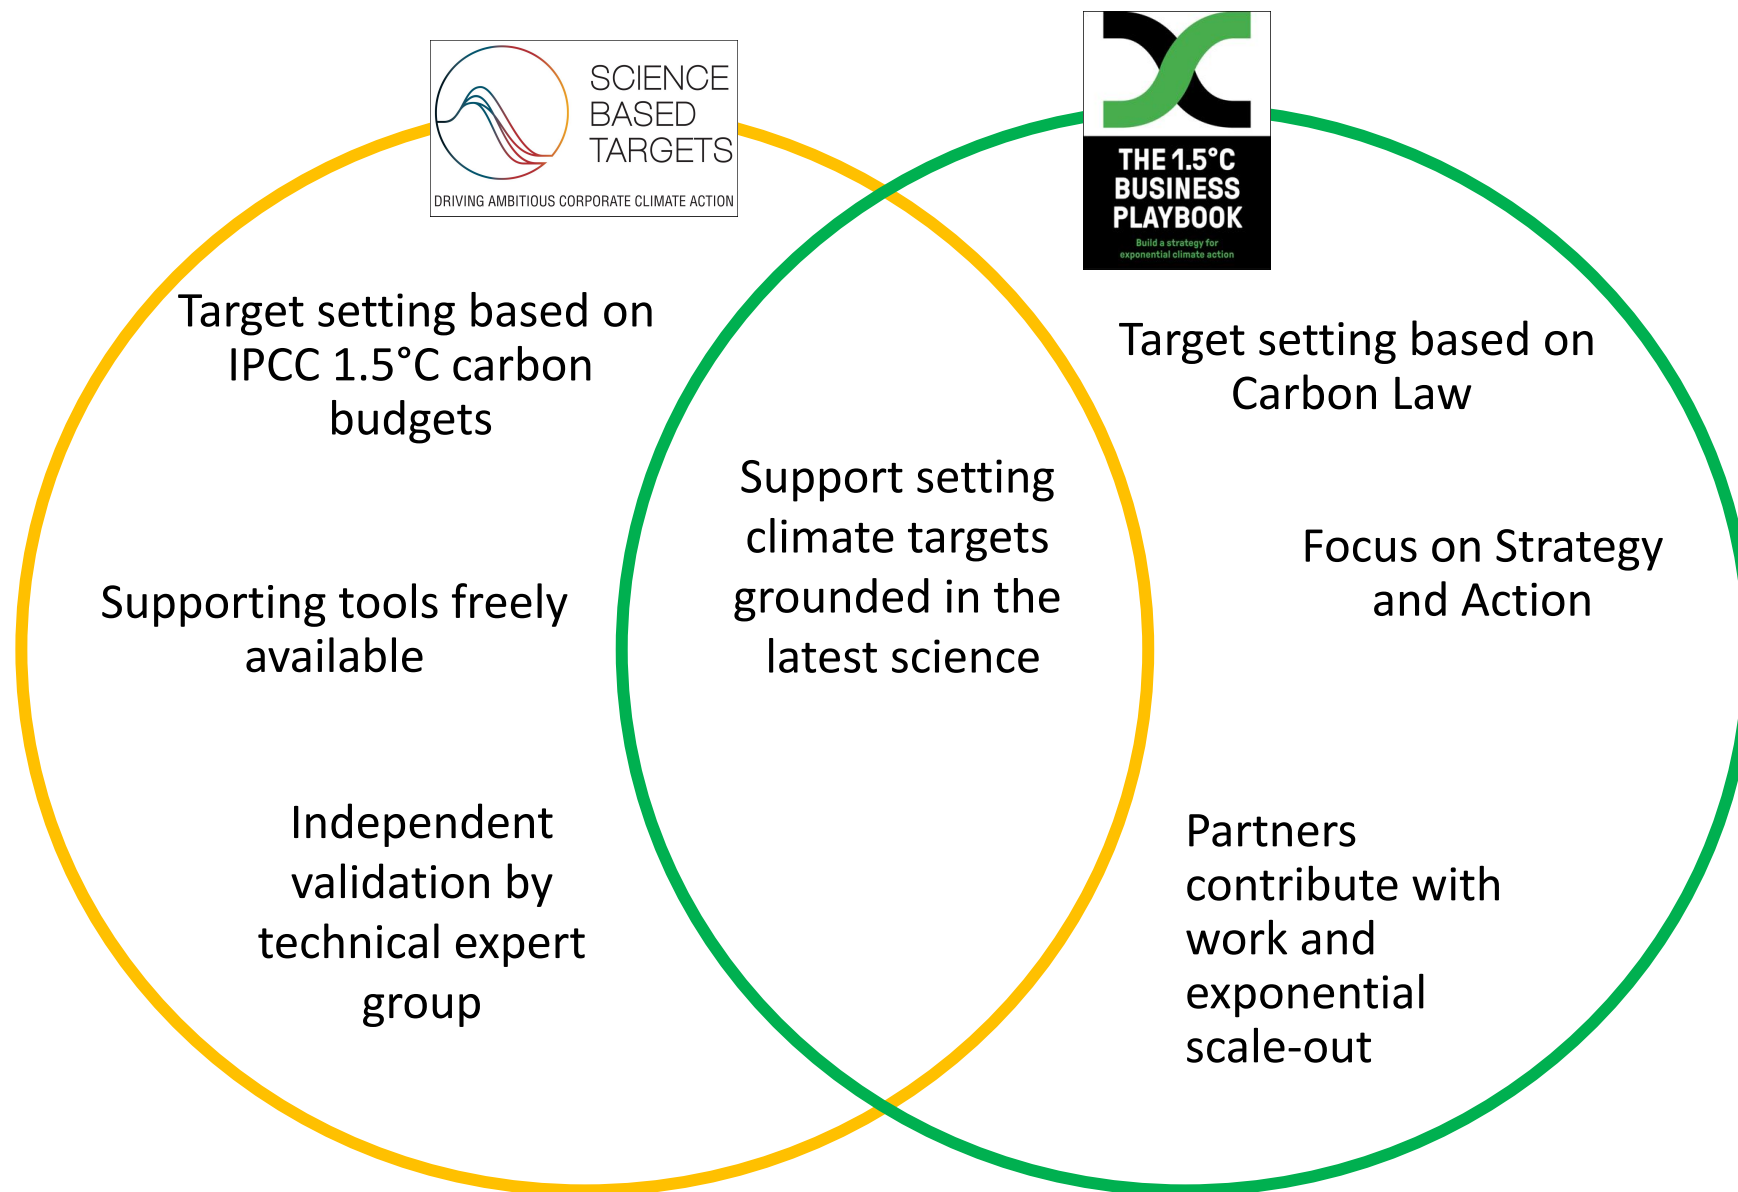 SCIENCE
BASED
TARGETS
DRIVING AMBITIOUS CORPORATE CLIMATE ACTION
THE 1.5°C
BUSINESS
PLAYBOOK
Build a strategy for
exponential climate action
Target setting based on
IPCC 1.5°C carbon
budgets
Supporting tools freely
available
Independent
validation by
technical expert
group
Support setting
climate targets
grounded in the
latest science
Target setting based on
Carbon Law
Focus on Strategy
and Action
Partners
contribute with
work and
exponential
scale-out